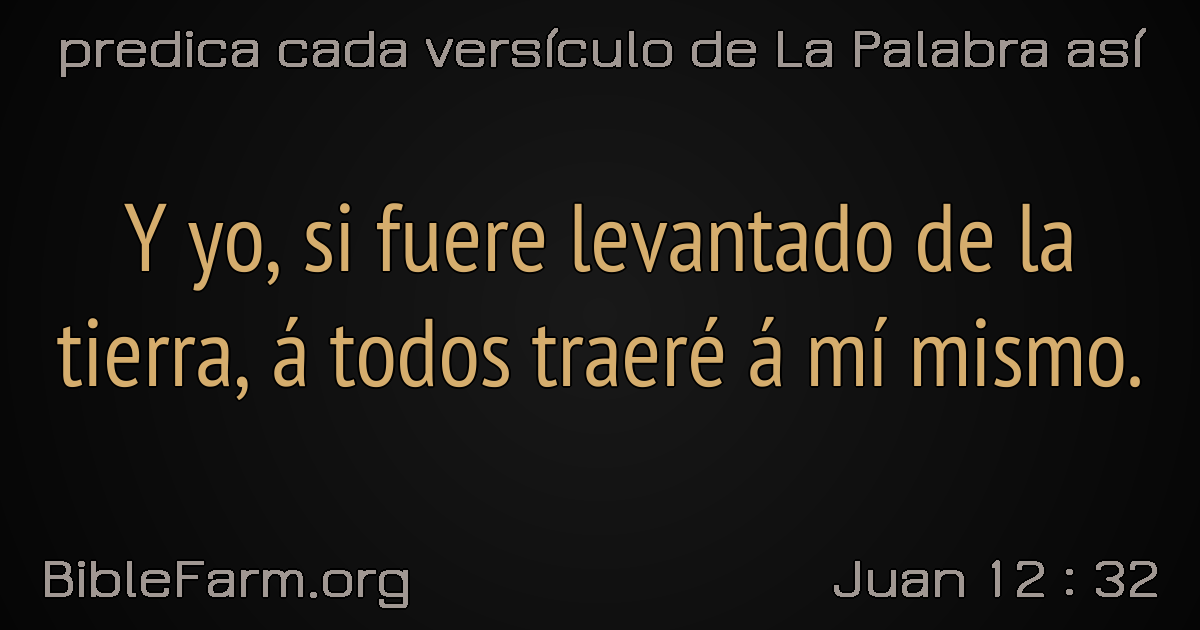 predica cada versículo de La Palabra así
Y yo, si fuere levantado de la
tierra, á todos traeré á mí mismo.
BibleFarm.org
Juan 12 : 32